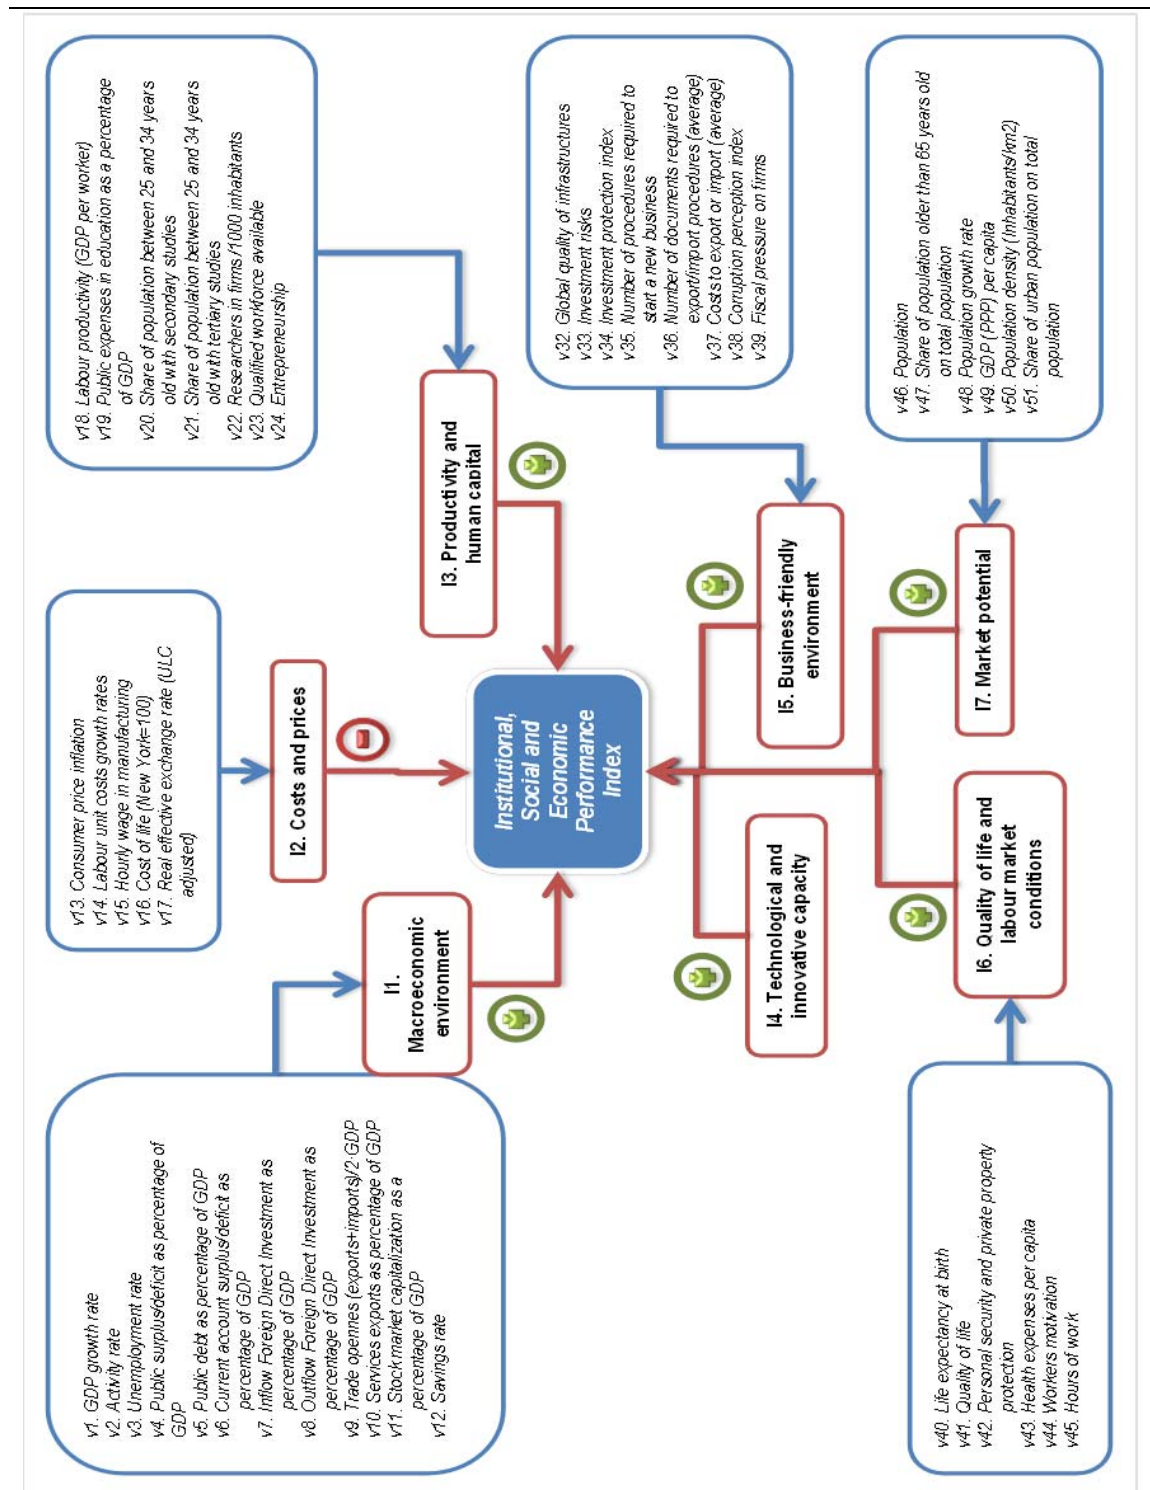 v1. GDP growth rate
v2. Activity rate
v3. Unemployment rate
v4. Public surplus/deficit as percentage of
GDP
v5. Public debt as percentage of GDP
v6. Current account surplus/deficit as
percentage of GDP
v7. Inflow Foreign Direct Investment as
percentage of GDP
v8. Outflow Foreign Direct Investment as
percentage of GDP
v9. Trade opennes (exports+imports)/2·GDP
v10. Services exports as percentage of GDP
v11. Stock market capitalization as a
percentage of GDP
v12. Savings rate
v13. Consumer price inflation
v14. Labour unit costs growth rates
v15. Hourly wage in manufacturing
v16. Cost of life (New York=100)
v17. Real effective exchange rate (ULC
adjusted)
v18. Labour productivity (GDP per worker)
v19. Public expenses in education as a percentage
of GDP
v20. Share of population between 25 and 34 years
old with secondary studies
v21. Share of population between 25 and 34 years
old with tertiary studies
v22. Researchers in firms/1000 inhabitants
v23. Qualified workforce available
v24. Entrepreneurship
I1.
Macroeconomic
environment
I2. Costs and prices
I3. Productivity and
human capital
Institutional,
Social and
Economic
Performance
Index
I4. Technological and
innovative capacity
I5. Business-friendly
environment
v32. Global quality of infrastructures
v33. Investment risks
v34. Investment protection index
v35. Number of procedures required to
start a new business
v36. Number of documents required to
export/import procedures (average)
v37. Costs to export or import (average)
v38. Corruption perception index
v39. Fiscal pressure on firms
I6. Quality of life and
labour market
conditions
I7. Market potential
v40. Life expectancy at birth
v41. Quality of life
v42. Personal security and private property
protection
v43. Health expenses per capita
v44. Workers motivation
v45. Hours of work
v46. Population
v47. Share of population older than 65 years old
on total population
v48. Population growth rate
v49. GDP (PPP) per capita
v50. Population density (Inhabitants/km2)
v51. Share of urban population on total
population